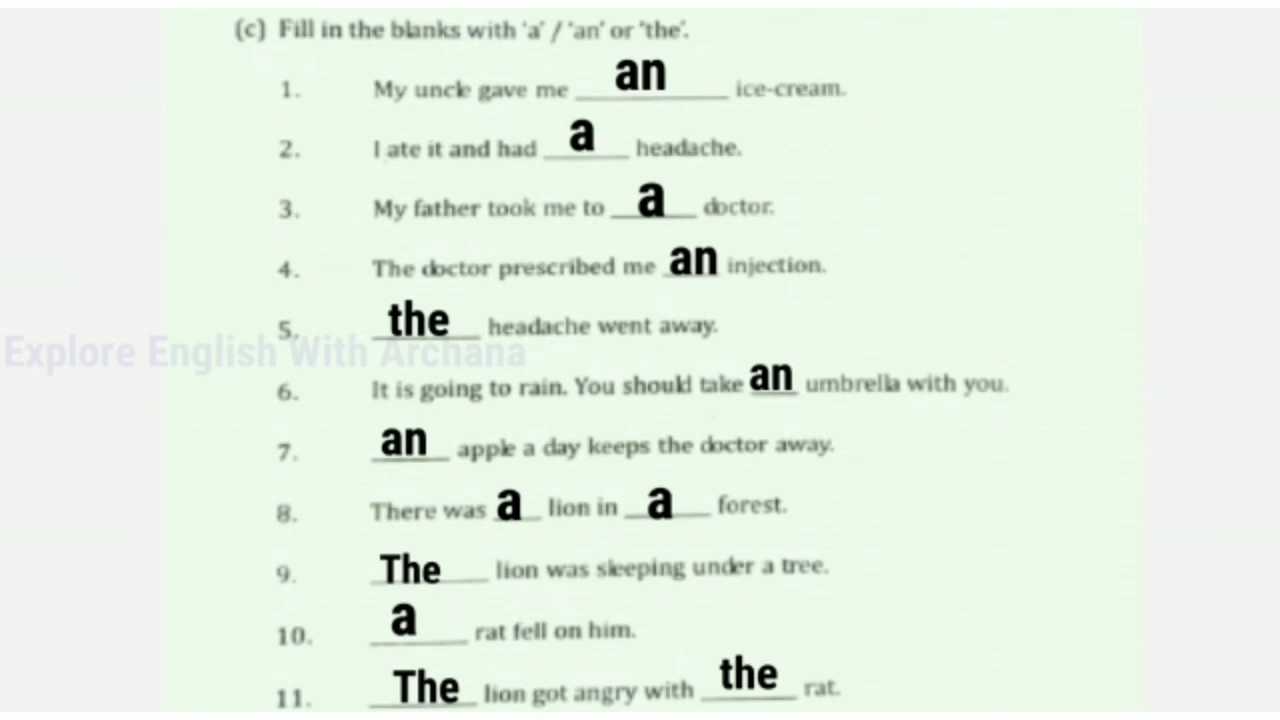 (c) Fill in the blanks with 'a' / 'an' or 'the'.
1. My uncle gave me an ice-cream.
2. I ate it and had a headache.
3. My father took me to a doctor.
4. The doctor prescribed me an injection.
5. the headache went away.
Explore English With Archana
6. It is going to rain. You should take an umbrella with you.
7. an apple a day keeps the doctor away.
8. There was a lion in a forest.
9. The lion was sleeping under a tree.
10. a rat fell on him.
11. The lion got angry with the rat.